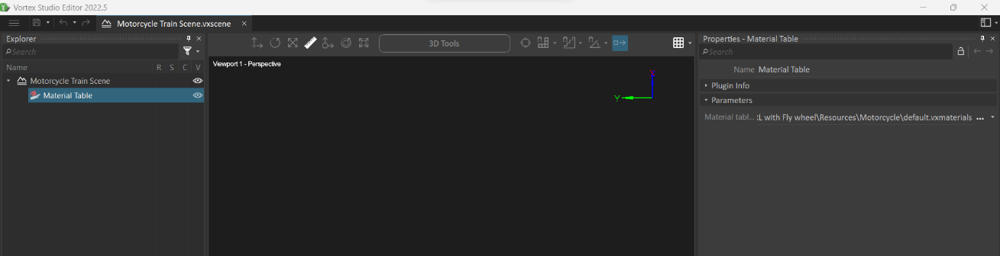 Vortex Studio Editor 2022.5
Motorcycle Train Scene.vxscene
Explorer
Search
Name R S C V
Motorcycle Train Scene
Material Table
3D Tools
Viewport 1 - Perspective
X
Y
Properties - Material Table
Search
Name Material Table
Plugin Info
Parameters
Material tabl... :L with Fly wheel\Resources\Motorcycle\default.vxmaterials ...